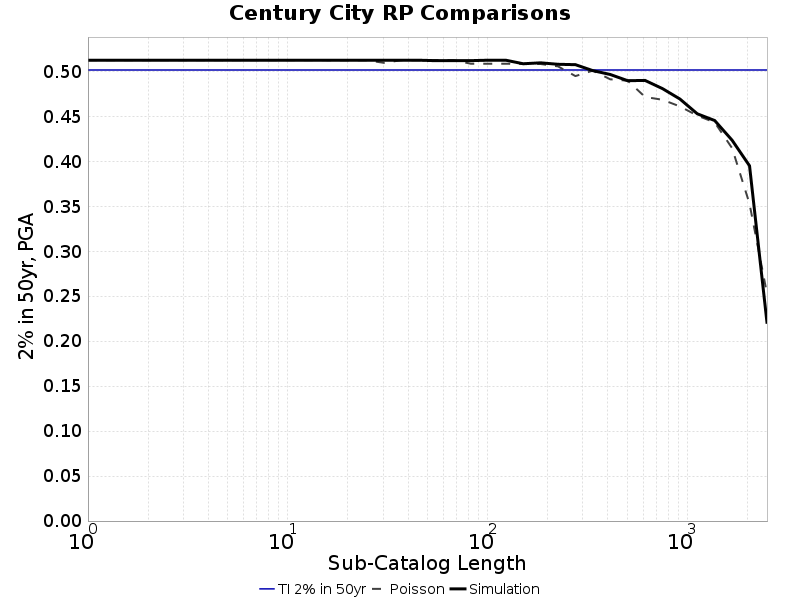 Century City RP Comparisons
2% in 50yr, PGA
0.50
0.45
0.40
0.35
0.30
0.25
0.20
0.15
0.10
0.05
0.00
10^0 10^1 10^2 10^3
Sub-Catalog Length
TI 2% in 50yr Poisson Simulation